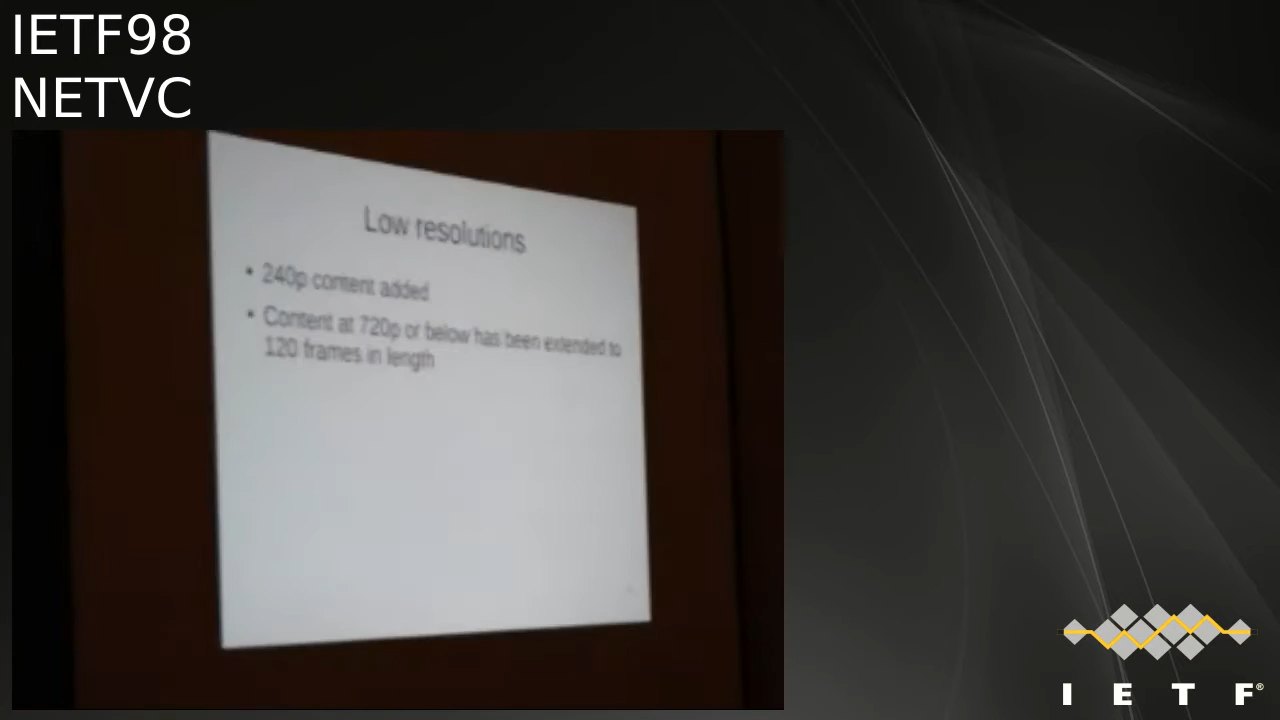 IETF98
NETVC
Low resolutions
• 240p content added
• Content at 720p or below has been extended to
120 frames in length
I E T F®